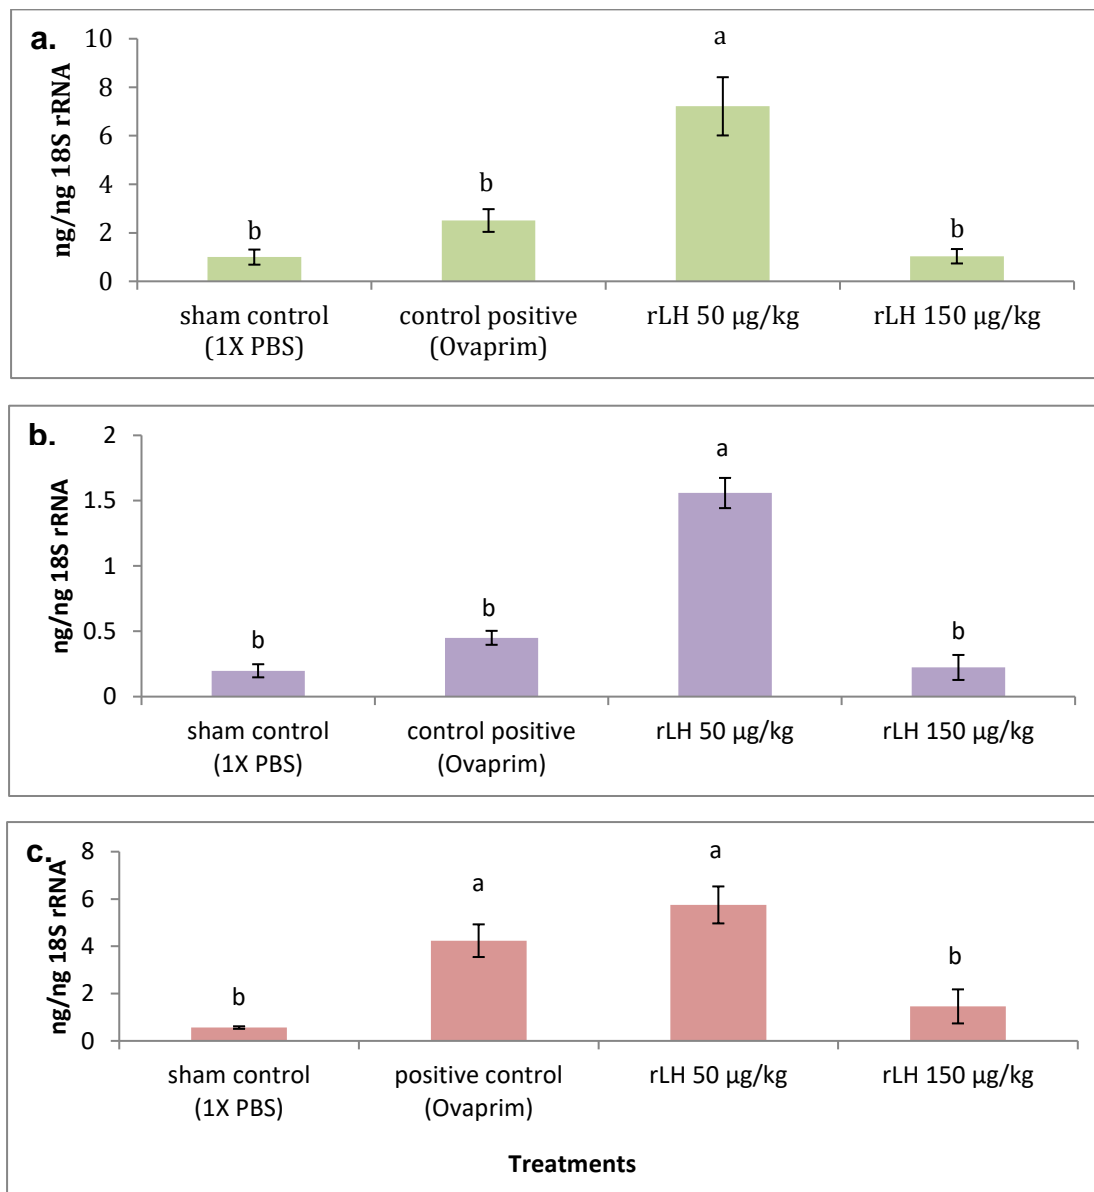 a.
ng/ng 18S rRNA
10
8
6
4
2
0
a
b
b
b
sham control
(1X PBS)
control positive
(Ovaprim)
rLH 50 µg/kg
rLH 150 µg/kg
b.
ng/ng 18S rRNA
2
1.5
1
0.5
0
a
b
b
b
sham control
(1X PBS)
control positive
(Ovaprim)
rLH 50 µg/kg
rLH 150 µg/kg
c.
ng/ng 18S rRNA
8
6
4
2
0
a
a
b
b
sham control
(1X PBS)
positive control
(Ovaprim)
rLH 50 µg/kg
rLH 150 µg/kg
Treatments